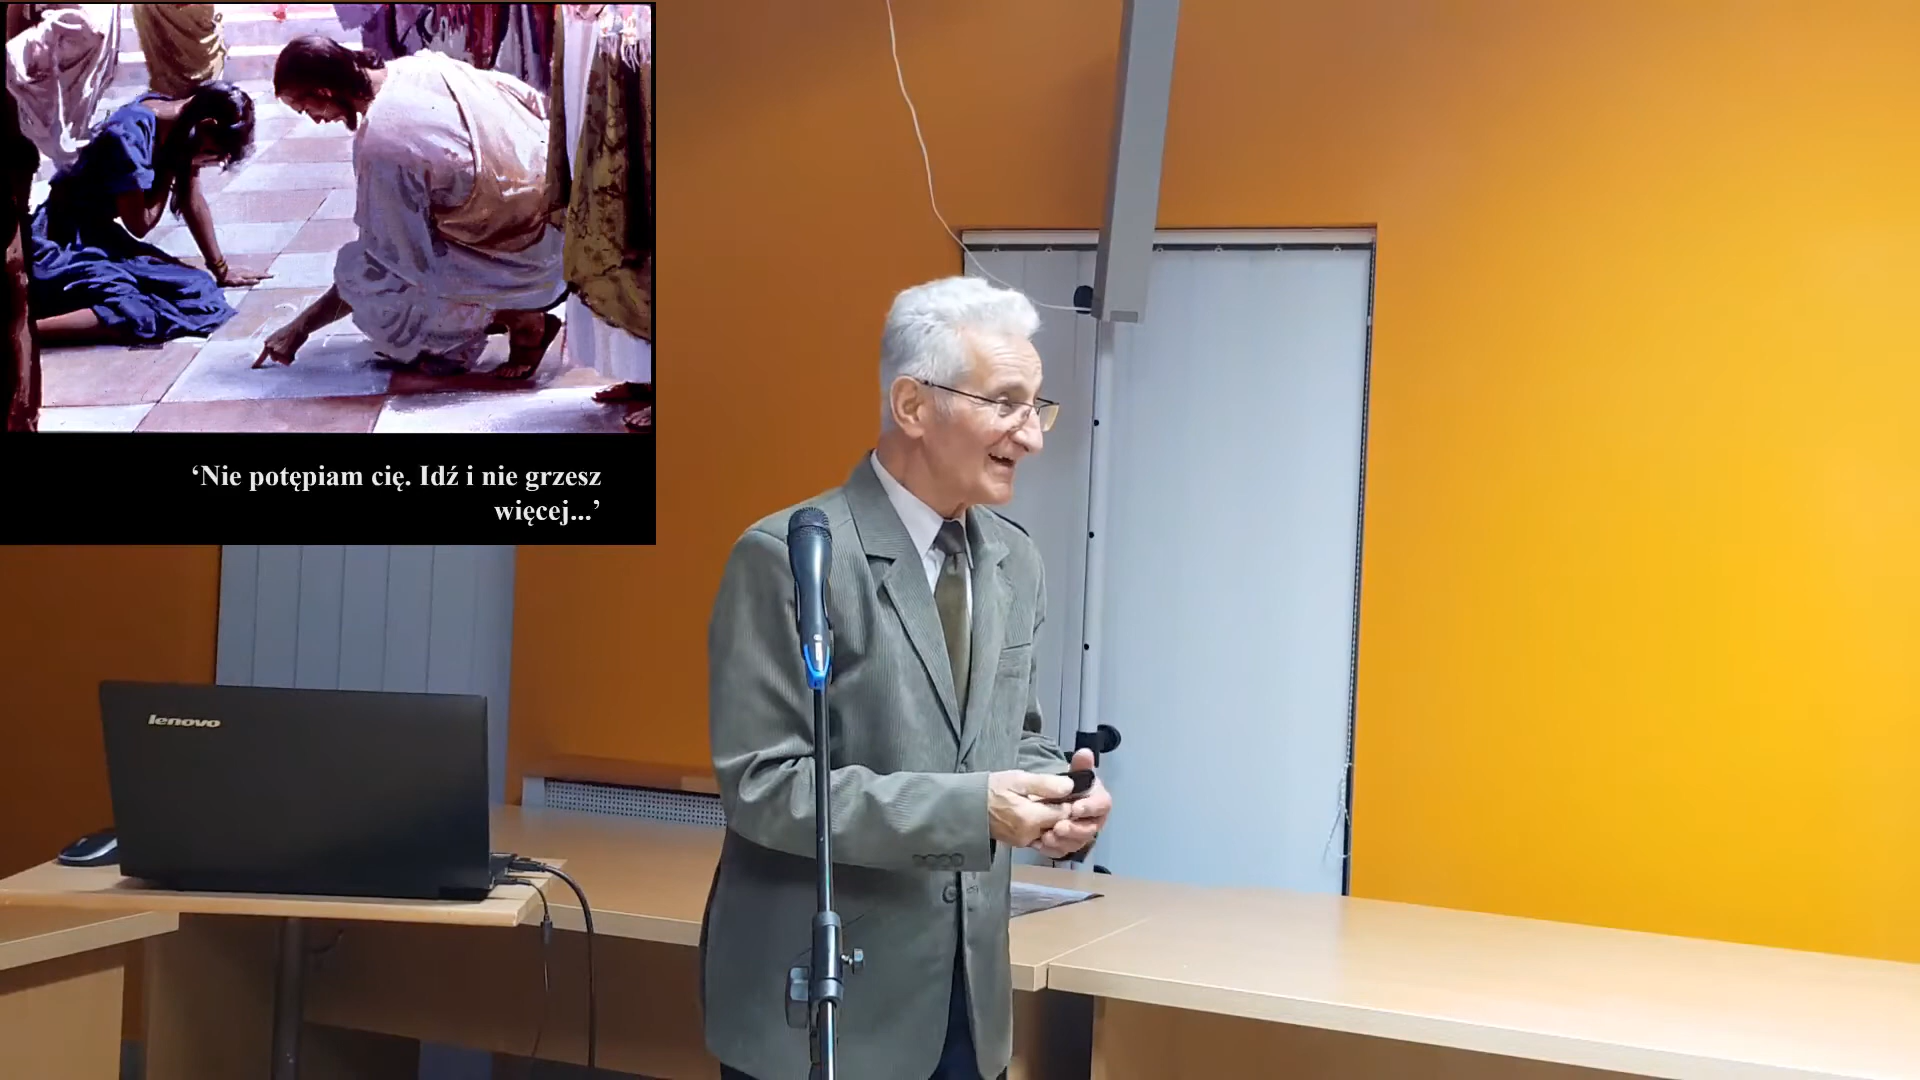 ‘Nie potępiam cię. Idź i nie grzesz
więcej...’
lenovo